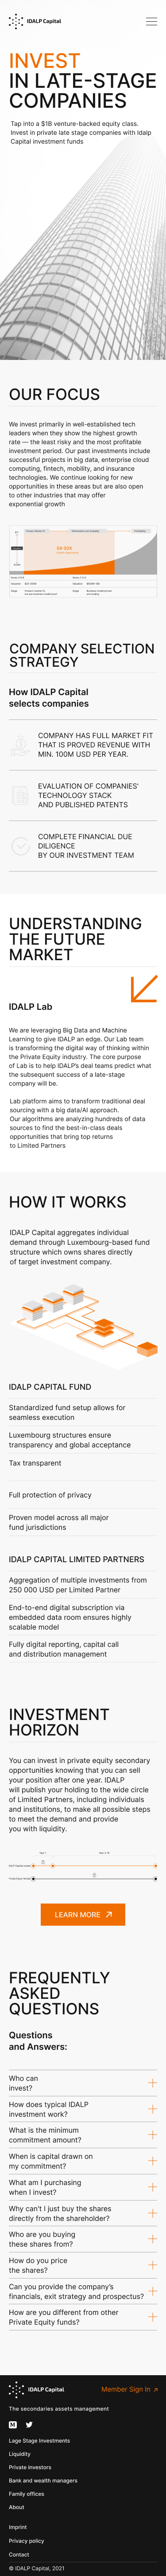 IDALP Capital
INVEST
IN LATE-STAGE
COMPANIES
Tap into a $1B venture-backed equity class.
Invest in private late stage companies with Idalp
Capital investment funds
OUR FOCUS
We invest primarily in well-established tech
leaders when they show the highest growth
rate — the least risky and the most profitable
investment period. Our past investments include
successful projects in big data, enterprise cloud
computing, fintech, mobility, and insurance
technologies. We continue looking for new
opportunities in these areas but are also open
to other industries that may offer
exponential growth
COMPANY SELECTION
STRATEGY
How IDALP Capital
selects companies
COMPANY HAS FULL MARKET FIT
THAT IS PROVED REVENUE WITH
MIN. 100M USD PER YEAR.
EVALUATION OF COMPANIES'
TECHNOLOGY STACK
AND PUBLISHED PATENTS
COMPLETE FINANCIAL DUE
DILIGENCE
BY OUR INVESTMENT TEAM
UNDERSTANDING
THE FUTURE
MARKET
IDALP Lab
We are leveraging Big Data and Machine
Learning to give IDALP an edge. Our Lab team
is transforming the digital way of thinking within
the Private Equity industry. The core purpose
of Lab is to help IDALP's deal teams predict what
the subsequent success of a late-stage
company will be.
Lab platform aims to transform traditional deal
sourcing with a big data/AI approach.
Our algorithms are analyzing hundreds of data
sources to find the best-in-class deals
opportunities that bring top returns
to Limited Partners
HOW IT WORKS
IDALP Capital aggregates individual
demand through Luxembourg-based fund
structure which owns shares directly
of target investment company.
IDALP CAPITAL FUND
Standardized fund setup allows for
seamless execution
Luxembourg structures ensure
transparency and global acceptance
Tax transparent
Full protection of privacy
Proven model across all major
fund jurisdictions
IDALP CAPITAL LIMITED PARTNERS
Aggregation of multiple investments from
250 000 USD per Limited Partner
End-to-end digital subscription via
embedded data room ensures highly
scalable model
Fully digital reporting, capital call
and distribution management
INVESTMENT
HORIZON
You can invest in private equity secondary
opportunities knowing that you can sell
your position after one year. IDALP
will publish your holding to the wide circle
of Limited Partners, including individuals
and institutions, to make all possible steps
to meet the demand and provide
you with liquidity.
LEARN MORE
FREQUENTLY
ASKED
QUESTIONS
Questions
and Answers:
Who can
invest?
How does typical IDALP
investment work?
What is the minimum
commitment amount?
When is capital drawn on
my commitment?
What am I purchasing
when I invest?
Why can't I just buy the shares
directly from the shareholder?
Who are you buying
these shares from?
How do you price
the shares?
Can you provide the company's
financials, exit strategy and prospectus?
How are you different from other
Private Equity funds?
IDALP Capital
Member Sign In
The secondaries assets management
Lage Stage Investments
Liquidity
Private investors
Bank and wealth managers
Family offices
About
Imprint
Privacy policy
Contact
© IDALP Capital, 2021